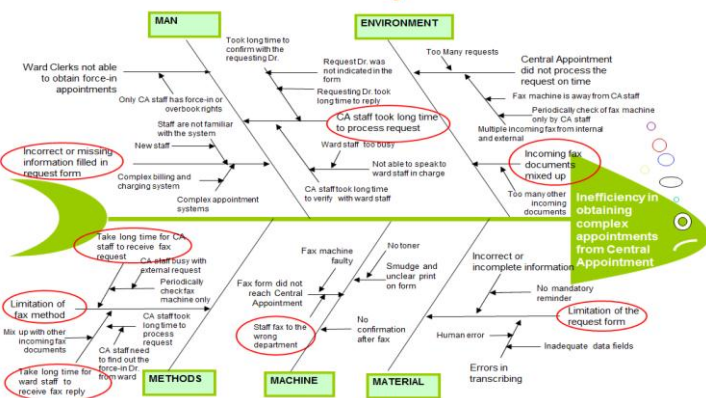 MAN
ENVIRONMENT
Ward Clerks not able
to obtain force-in
appointments
Only CA staff has force-in or
overbook rights
Staff are not familiar
with the system
New staff
Incorrect or missing
information filled in
request form
Complex billing and
charging system
Complex appointment
systems
Took long time to
confirm with the
requesting Dr.
Request Dr. was
not indicated in the
form
Requesting Dr. took
long time to reply
CA staff took long time
to process request
Ward staff too busy
Not able to speak to
ward staff in charge
CA staff took long time
to verify with ward staff
Too Many requests
Central Appointment
did not process the
request on time
Fax machine is away from CA staff
Periodically check of fax machine
only by CA staff
Multiple incoming fax from internal
and external
Incoming fax
documents
mixed up
Too many other
incoming
documents
Inefficiency in
obtaining
complex
appointments
from Central
Appointment
Take long time for CA
staff to receive fax
request
CA staff busy with
external request
Periodically
check fax
machine only
Limitation of
fax method
Mix up with other
incoming fax
documents
CA staff took
long time to
process
request
CA staff need
to find out the
force-in Dr.
from ward
Take long time for
ward staff to
receive fax reply
METHODS
Fax machine
faulty
No toner
Smudge and
unclear print
on form
Fax form did not
reach Central
Appointment
Staff fax to the
wrong
department
No
confirmation
after fax
MACHINE
Incorrect or
incomplete information
No mandatory
reminder
Limitation of
the request form
Human error
Inadequate data fields
Errors in
transcribing
MATERIAL